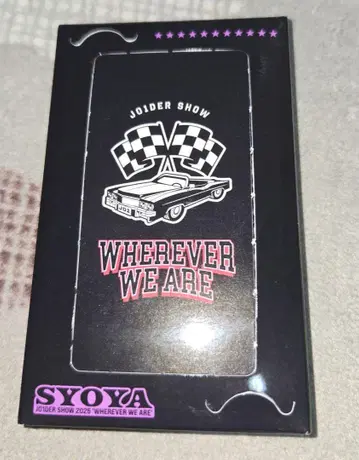 JO1DER SHOW
WHEREVER
WE ARE
SYOYA
JO1DER SHOW 2025 'WHEREVER WE ARE'